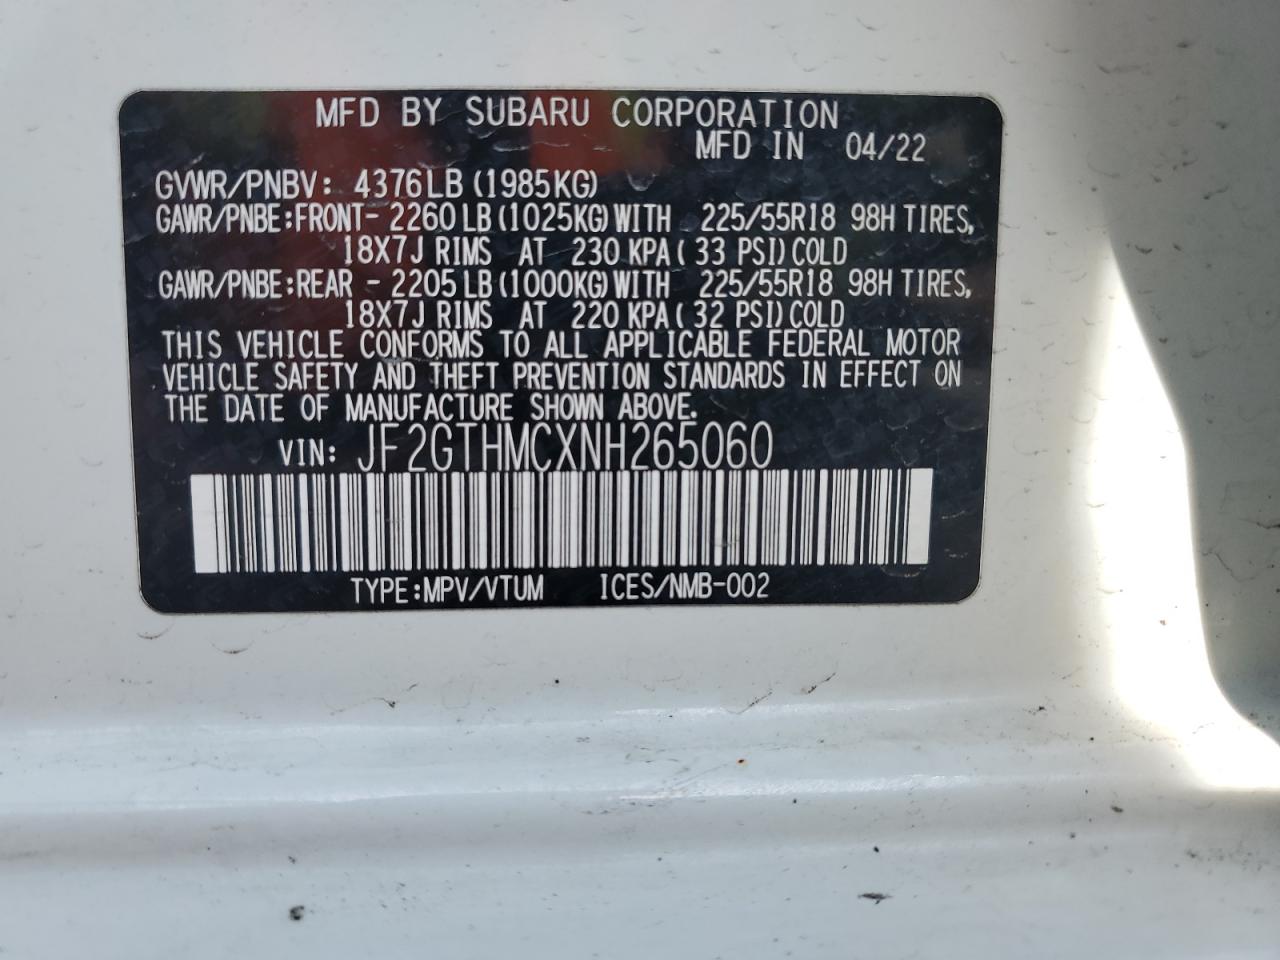 MFD BY SUBARU CORPORATION
MFD IN 04/22
GVWR/PNBV: 4376LB(1985KG)
GAWR/PNBE:FRONT- 2260LB(1025KG)WITH 225/55R18 98H TIRES,
18X7J RIMS AT 230 KPA( 33 PSI)COLD
GAWR/PNBE:REAR - 2205LB(1000KG)WITH 225/55R18 98H TIRES,
18X7J RIMS AT 220 KPA( 32 PSI)COLD
THIS VEHICLE CONFORMS TO ALL APPLICABLE FEDERAL MOTOR
VEHICLE SAFETY AND THEFT PREVENTION STANDARDS IN EFFECT ON
THE DATE OF MANUFACTURE SHOWN ABOVE.
VIN: JF2GTHMCXNH265060
TYPE:MPV/VTUM ICES/NMB-002